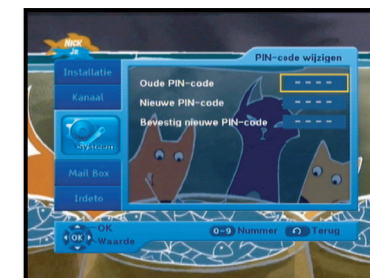 NICK
JR
PIN-code wijzigen
Installatie
Kanaal
Systeem
Mail Box
Indeto
Oude PIN-code
Nieuwe PIN-code
Bevestig nieuwe PIN-code
OK
OK
Waarde
0~9 Nummer
Terug